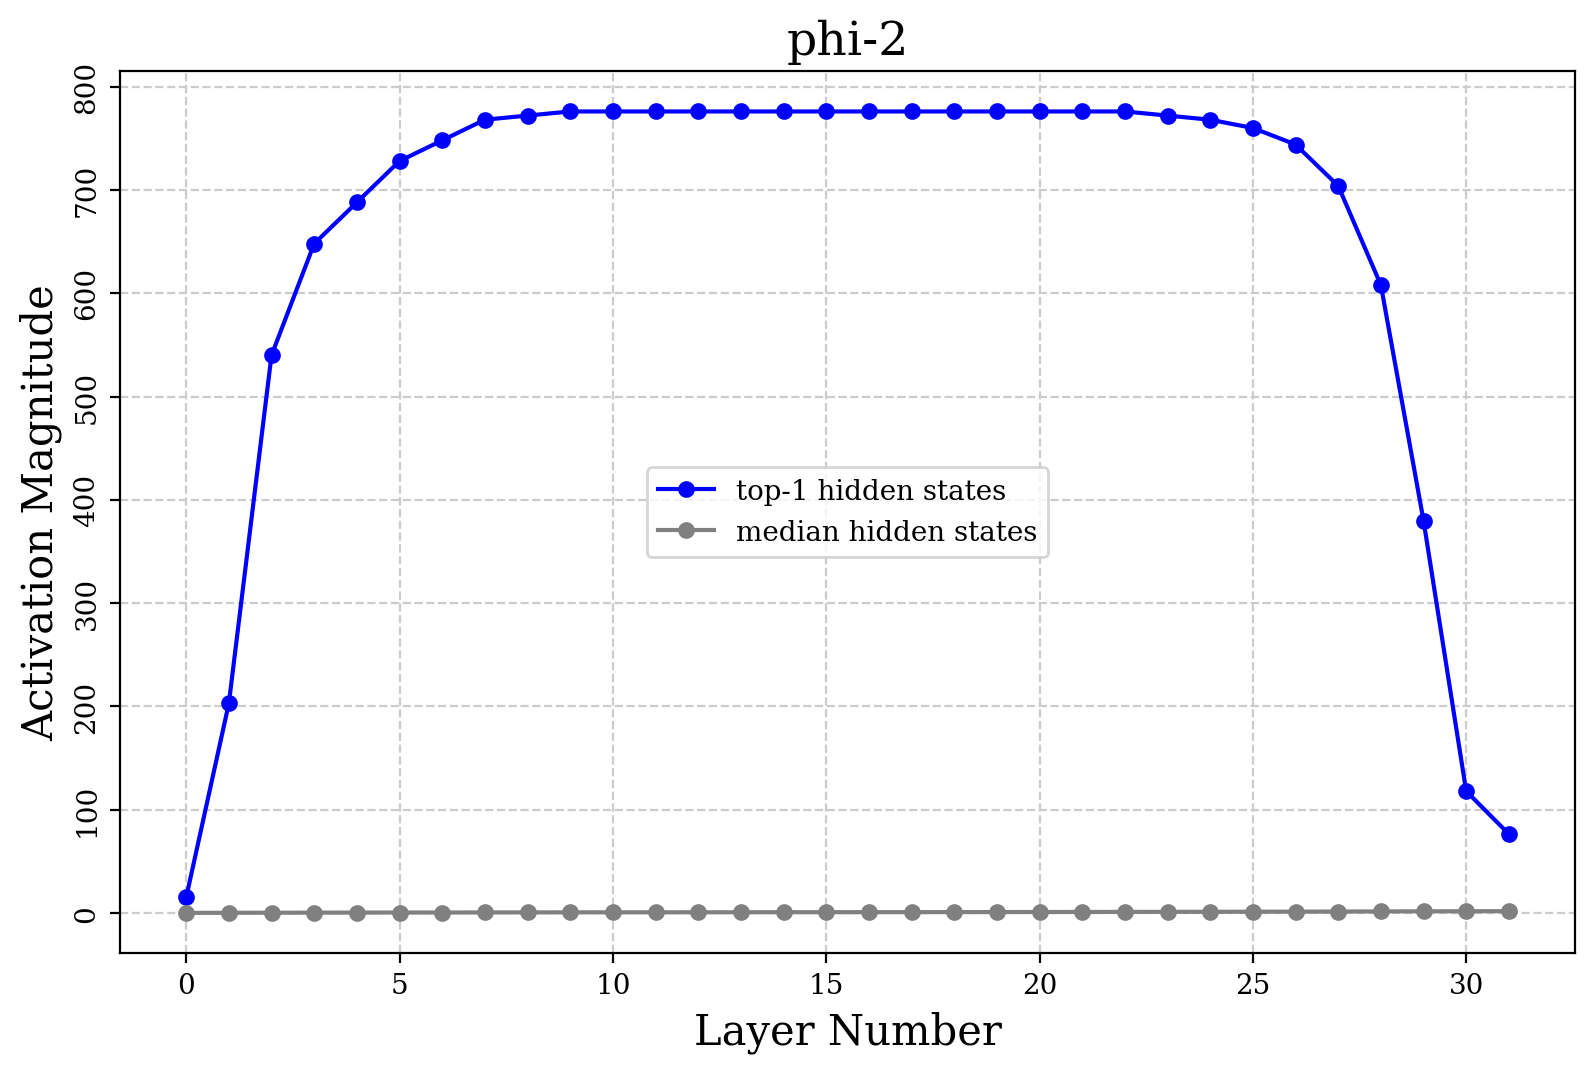 phi-2
Activation Magnitude
800
700
600
500
400
300
200
100
0
top-1 hidden states
median hidden states
0 5 10 15 20 25 30
Layer Number